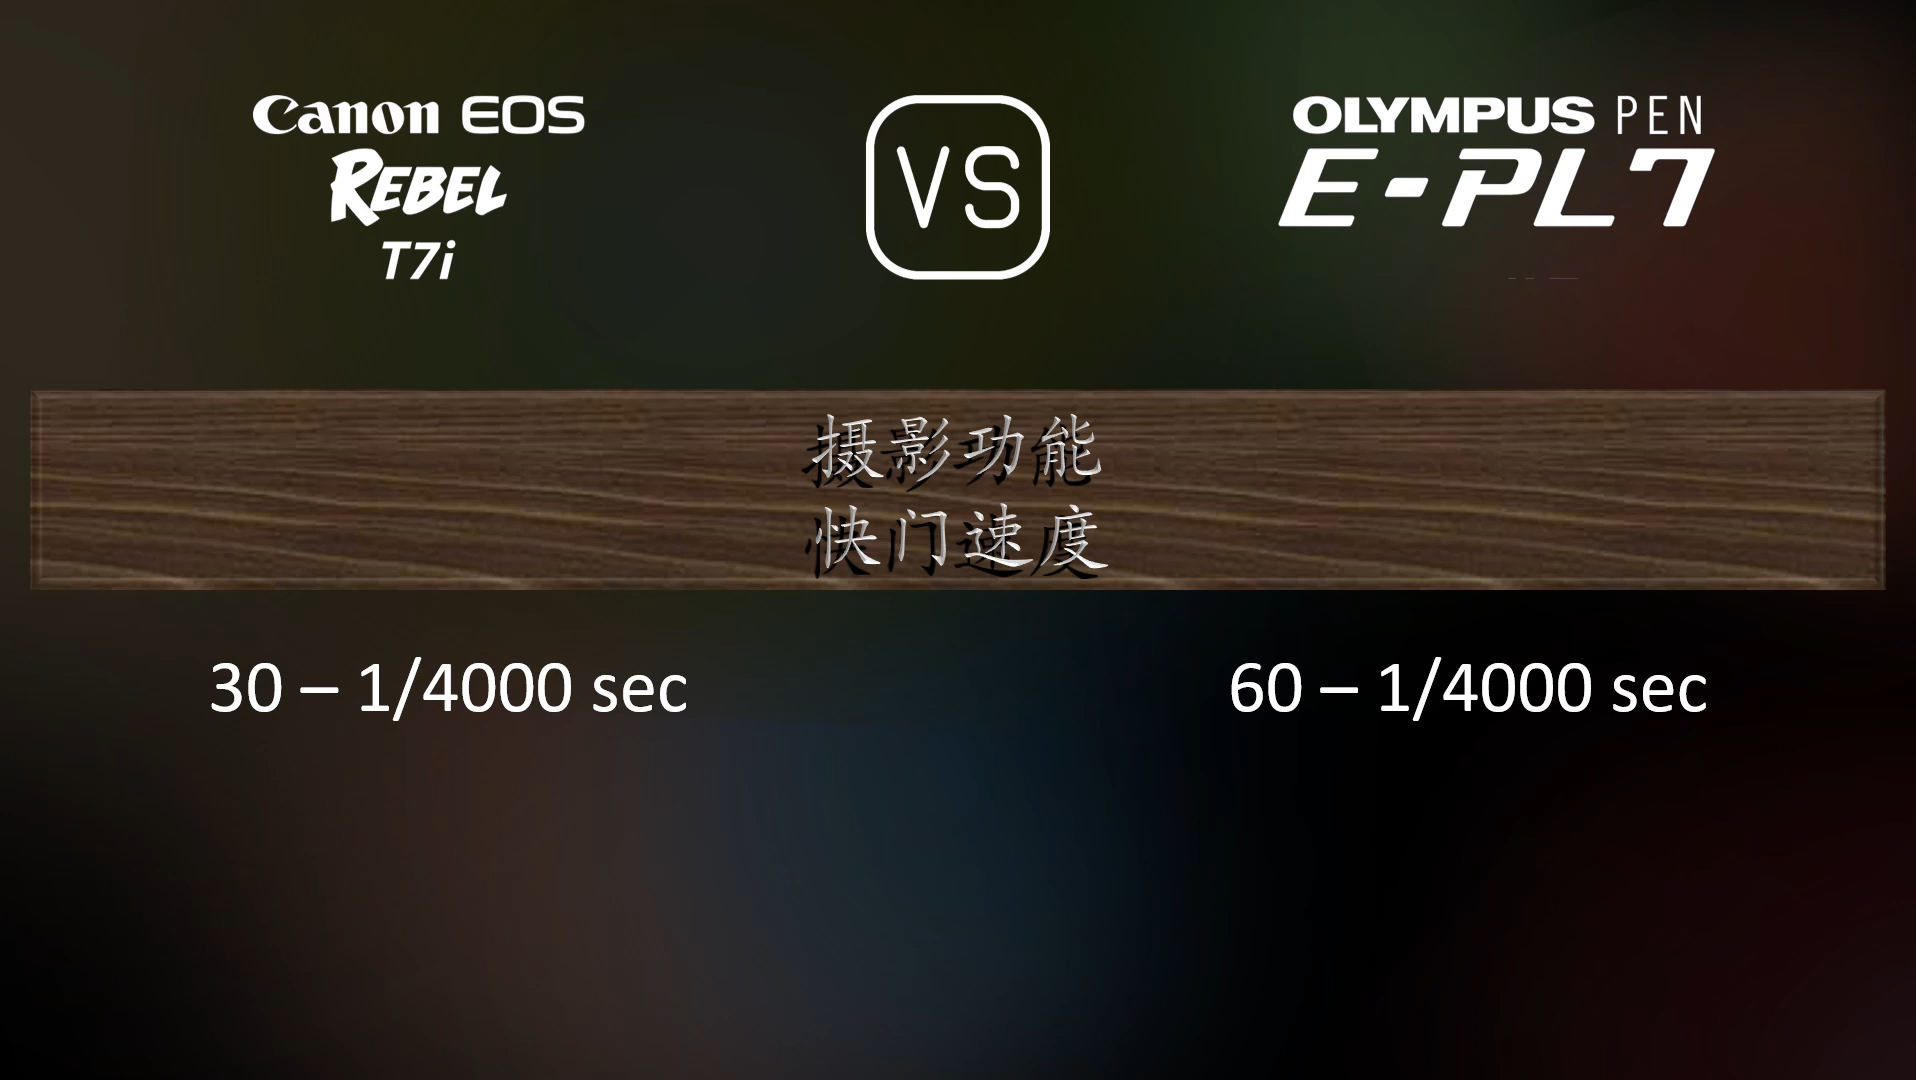 Canon EOS
REBEL
T7i
VS
OLYMPUS PEN
E-PL7
摄影功能
快门速度
30 – 1/4000 sec
60 – 1/4000 sec